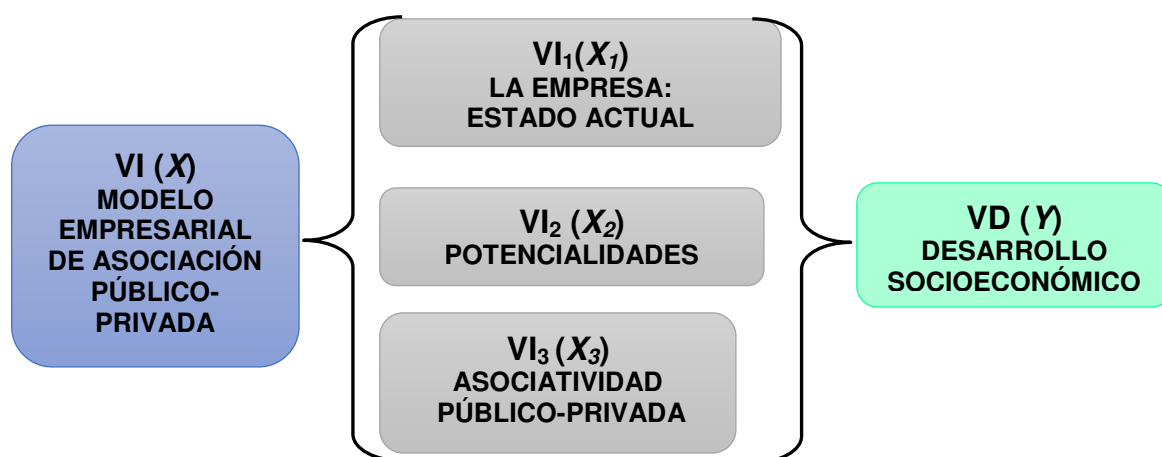 VI (X)
MODELO
EMPRESARIAL
DE ASOCIACIÓN
PÚBLICO-
PRIVADA
VI₁(X₁)
LA EMPRESA:
ESTADO ACTUAL
VI₂ (X₂)
POTENCIALIDADES
VI₃ (X₃)
ASOCIATIVIDAD
PÚBLICO-PRIVADA
VD (Y)
DESARROLLO
SOCIOECONÓMICO